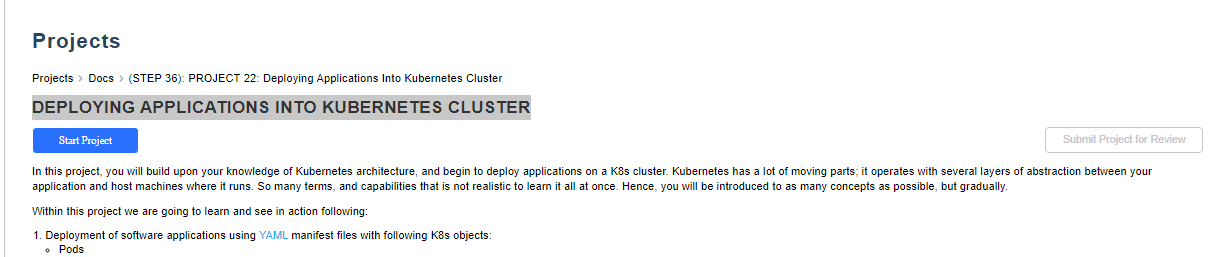 Projects
Projects > Docs > (STEP 36): PROJECT 22: Deploying Applications Into Kubernetes Cluster
DEPLOYING APPLICATIONS INTO KUBERNETES CLUSTER
Start Project
Submit Project for Review
In this project, you will build upon your knowledge of Kubernetes architecture, and begin to deploy applications on a K8s cluster. Kubernetes has a lot of moving parts; it operates with several layers of abstraction between your
application and host machines where it runs. So many terms, and capabilities that is not realistic to learn it all at once. Hence, you will be introduced to as many concepts as possible, but gradually.
Within this project we are going to learn and see in action following:
1. Deployment of software applications using YAML manifest files with following K8s objects:
◦ Pods